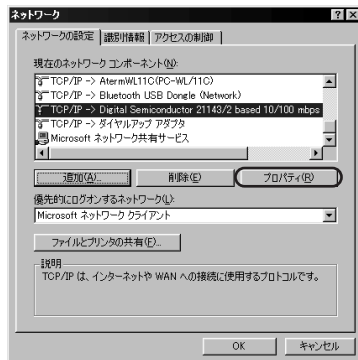 ネットワーク
ネットワークの設定 識別情報 アクセスの制御
現在のネットワーク コンポーネント(N):
TCP/IP -> AtermWL11C(PC-WL/11C)
TCP/IP -> Bluetooth USB Dongle (Network)
TCP/IP -> Digital Semiconductor 21143/2 based 10/100 mbps
TCP/IP -> ダイヤルアップ アダプタ
Microsoft ネットワーク共有サービス
追加(A)... 削除(E) プロパティ(R)
優先的にログオンするネットワーク(L):
Microsoft ネットワーク クライアント
ファイルとプリンタの共有(F)...
説明
TCP/IP は、インターネットや WAN への接続に使用するプロトコルです。
OK キャンセル